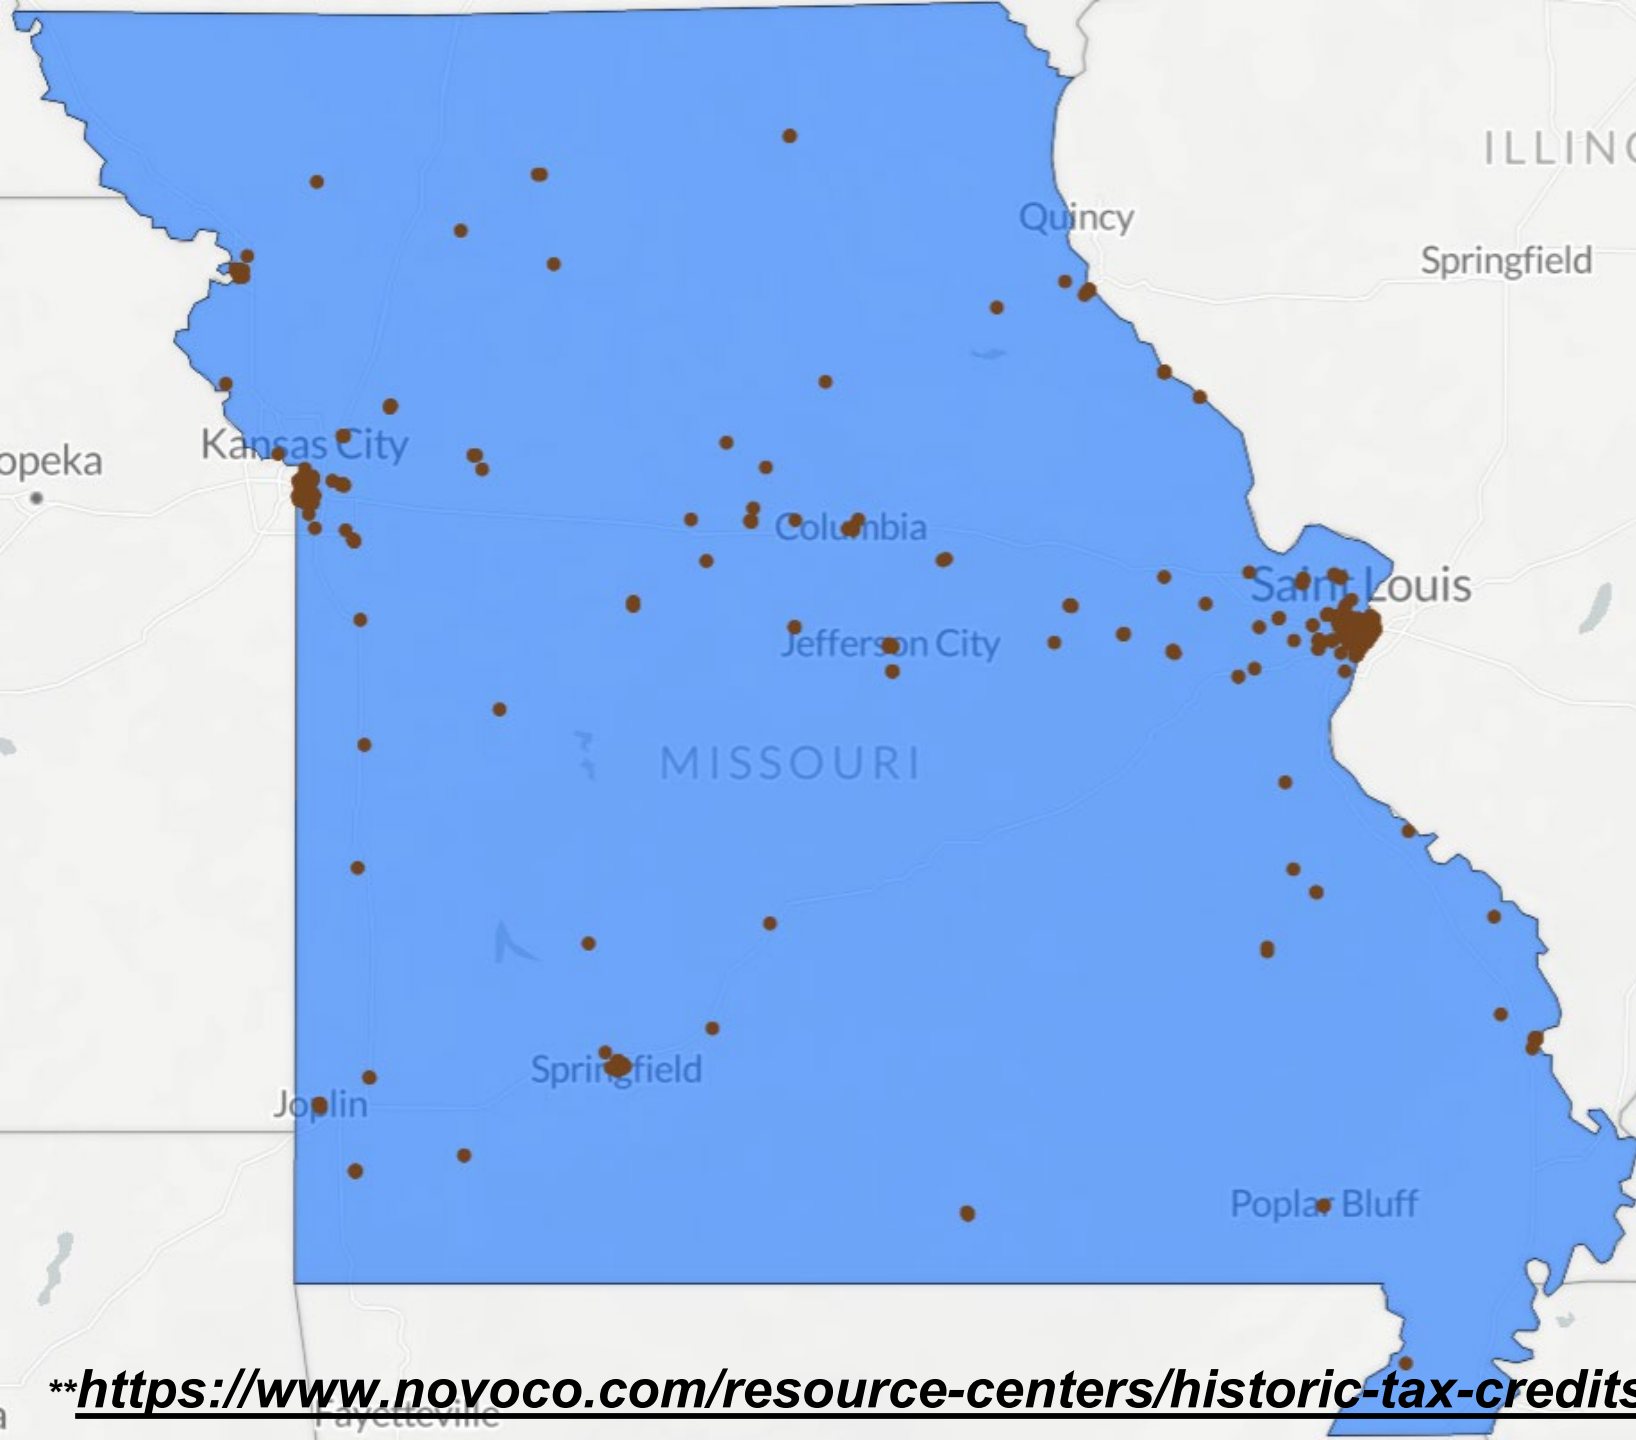 ILLINO
Quincy
Springfield
Kansas City
opeka
Columbia
Saint Louis
Jefferson City
MISSOURI
Springfield
Joplin
Poplar Bluff
**https://www.novoco.com/resource-centers/historic-tax-credits
Fayetteville
a